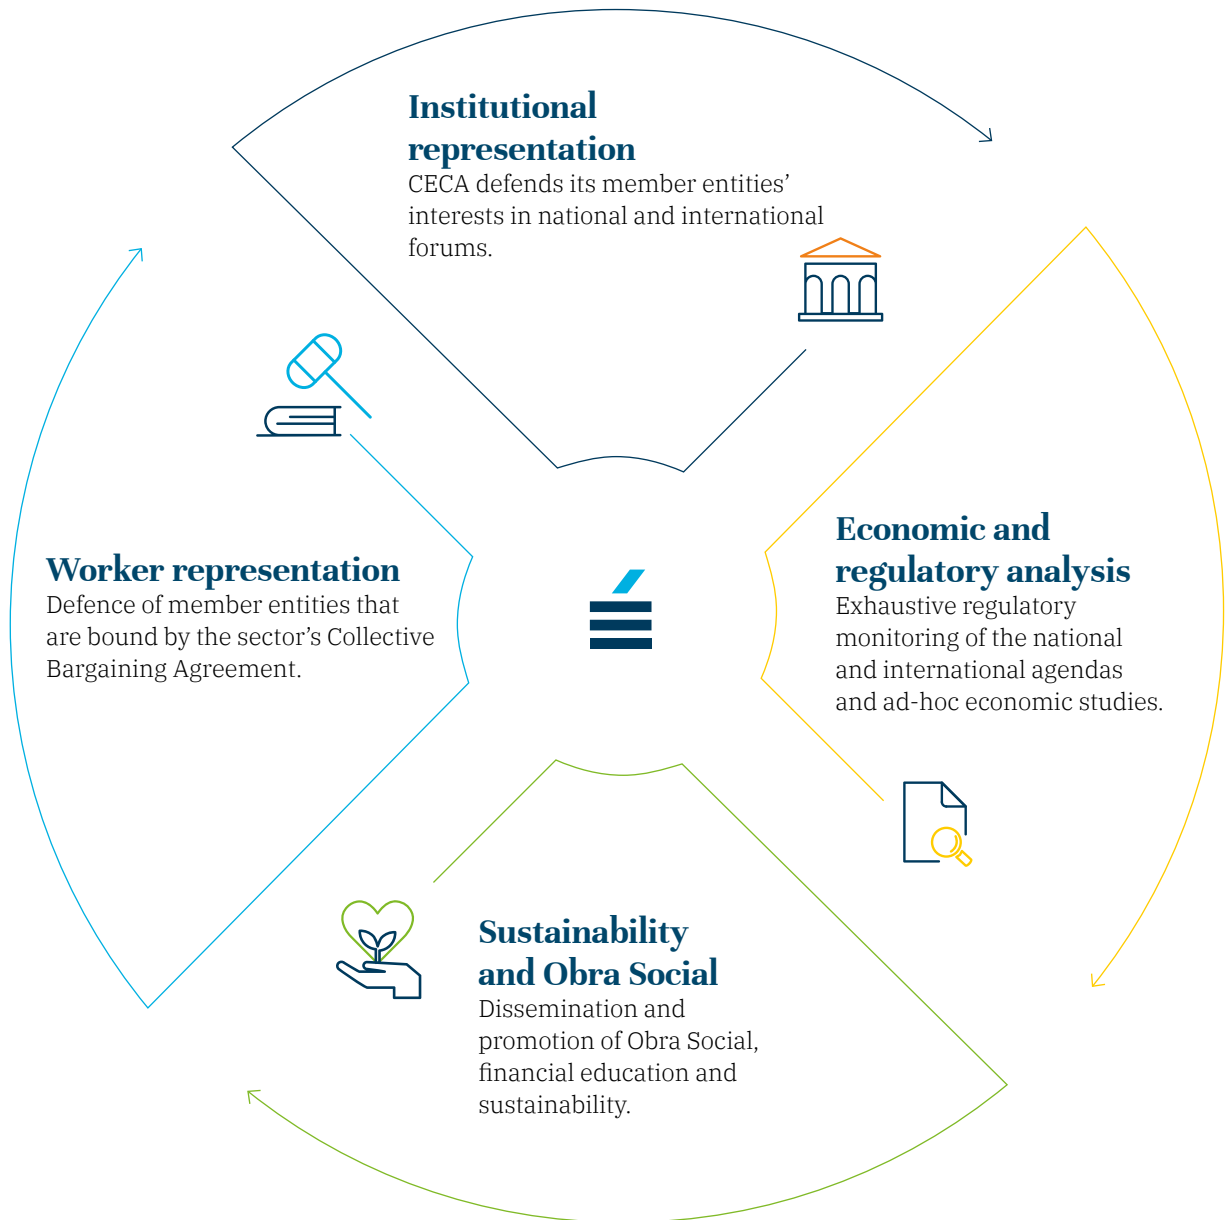 Institutional
representation
CECA defends its member entities’
interests in national and international
forums.
Economic and
regulatory analysis
Exhaustive regulatory
monitoring of the national
and international agendas
and ad-hoc economic studies.
Sustainability
and Obra Social
Dissemination and
promotion of Obra Social,
financial education and
sustainability.
Worker representation
Defence of member entities that
are bound by the sector’s Collective
Bargaining Agreement.